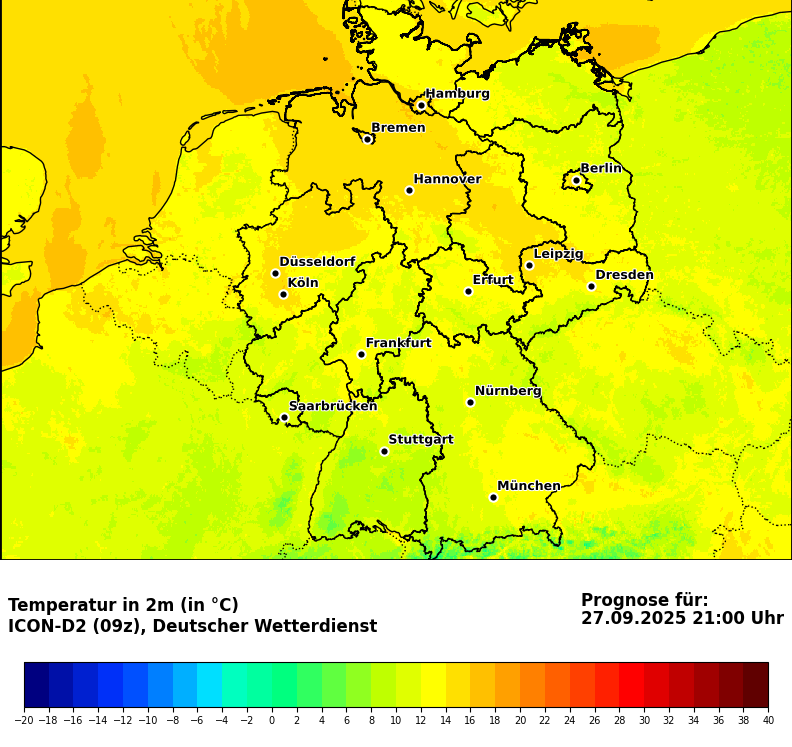 Hamburg
Bremen
Berlin
Hannover
Leipzig
Düsseldorf
Dresden
Erfurt
Köln
Frankfurt
Nürnberg
Saarbrücken
Stuttgart
München
Temperatur in 2m (in °C)
ICON-D2 (09z), Deutscher Wetterdienst
Prognose für:
27.09.2025 21:00 Uhr
−20 −18 −16 −14 −12 −10 −8 −6 −4 −2 0 2 4 6 8 10 12 14 16 18 20 22 24 26 28 30 32 34 36 38 40